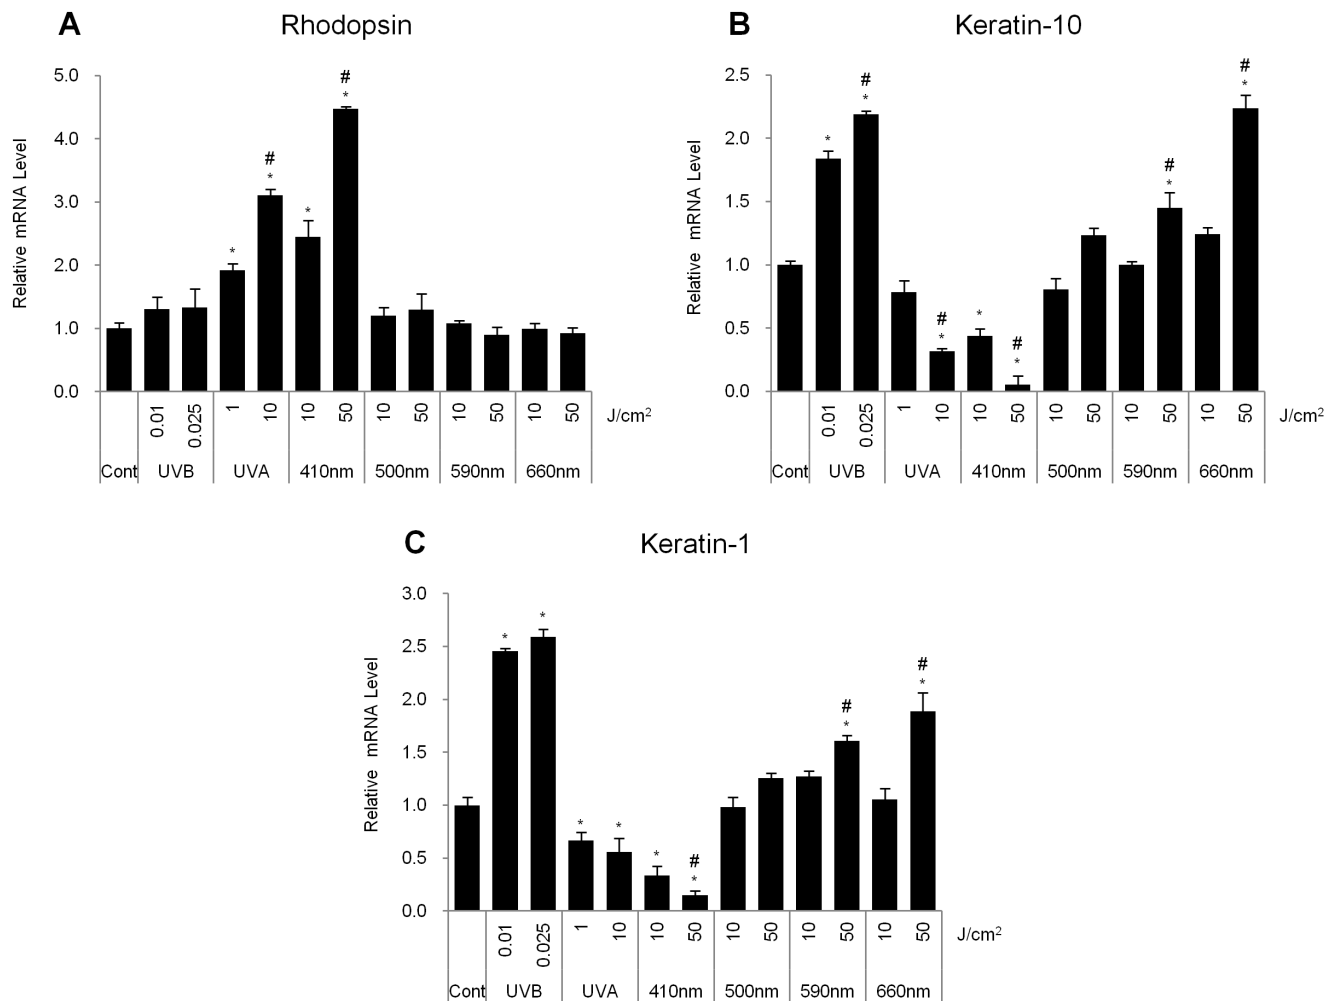 A Rhodopsin
Relative mRNA Level
5.0
4.0
3.0
2.0
1.0
0.0
# * # * * * *
0.01 0.025 1 10 10 50 10 50 10 50 10 50 J/cm²
Cont UVB UVA 410nm 500nm 590nm 660nm
B Keratin-10
Relative mRNA Level
2.5
2.0
1.5
1.0
0.5
0.0
* # * # * * # * # * # *
0.01 0.025 1 10 10 50 10 50 10 50 10 50 J/cm²
Cont UVB UVA 410nm 500nm 590nm 660nm
C Keratin-1
Relative mRNA Level
3.0
2.5
2.0
1.5
1.0
0.5
0.0
* * * * * # * # * # *
0.01 0.025 1 10 10 50 10 50 10 50 10 50 J/cm²
Cont UVB UVA 410nm 500nm 590nm 660nm